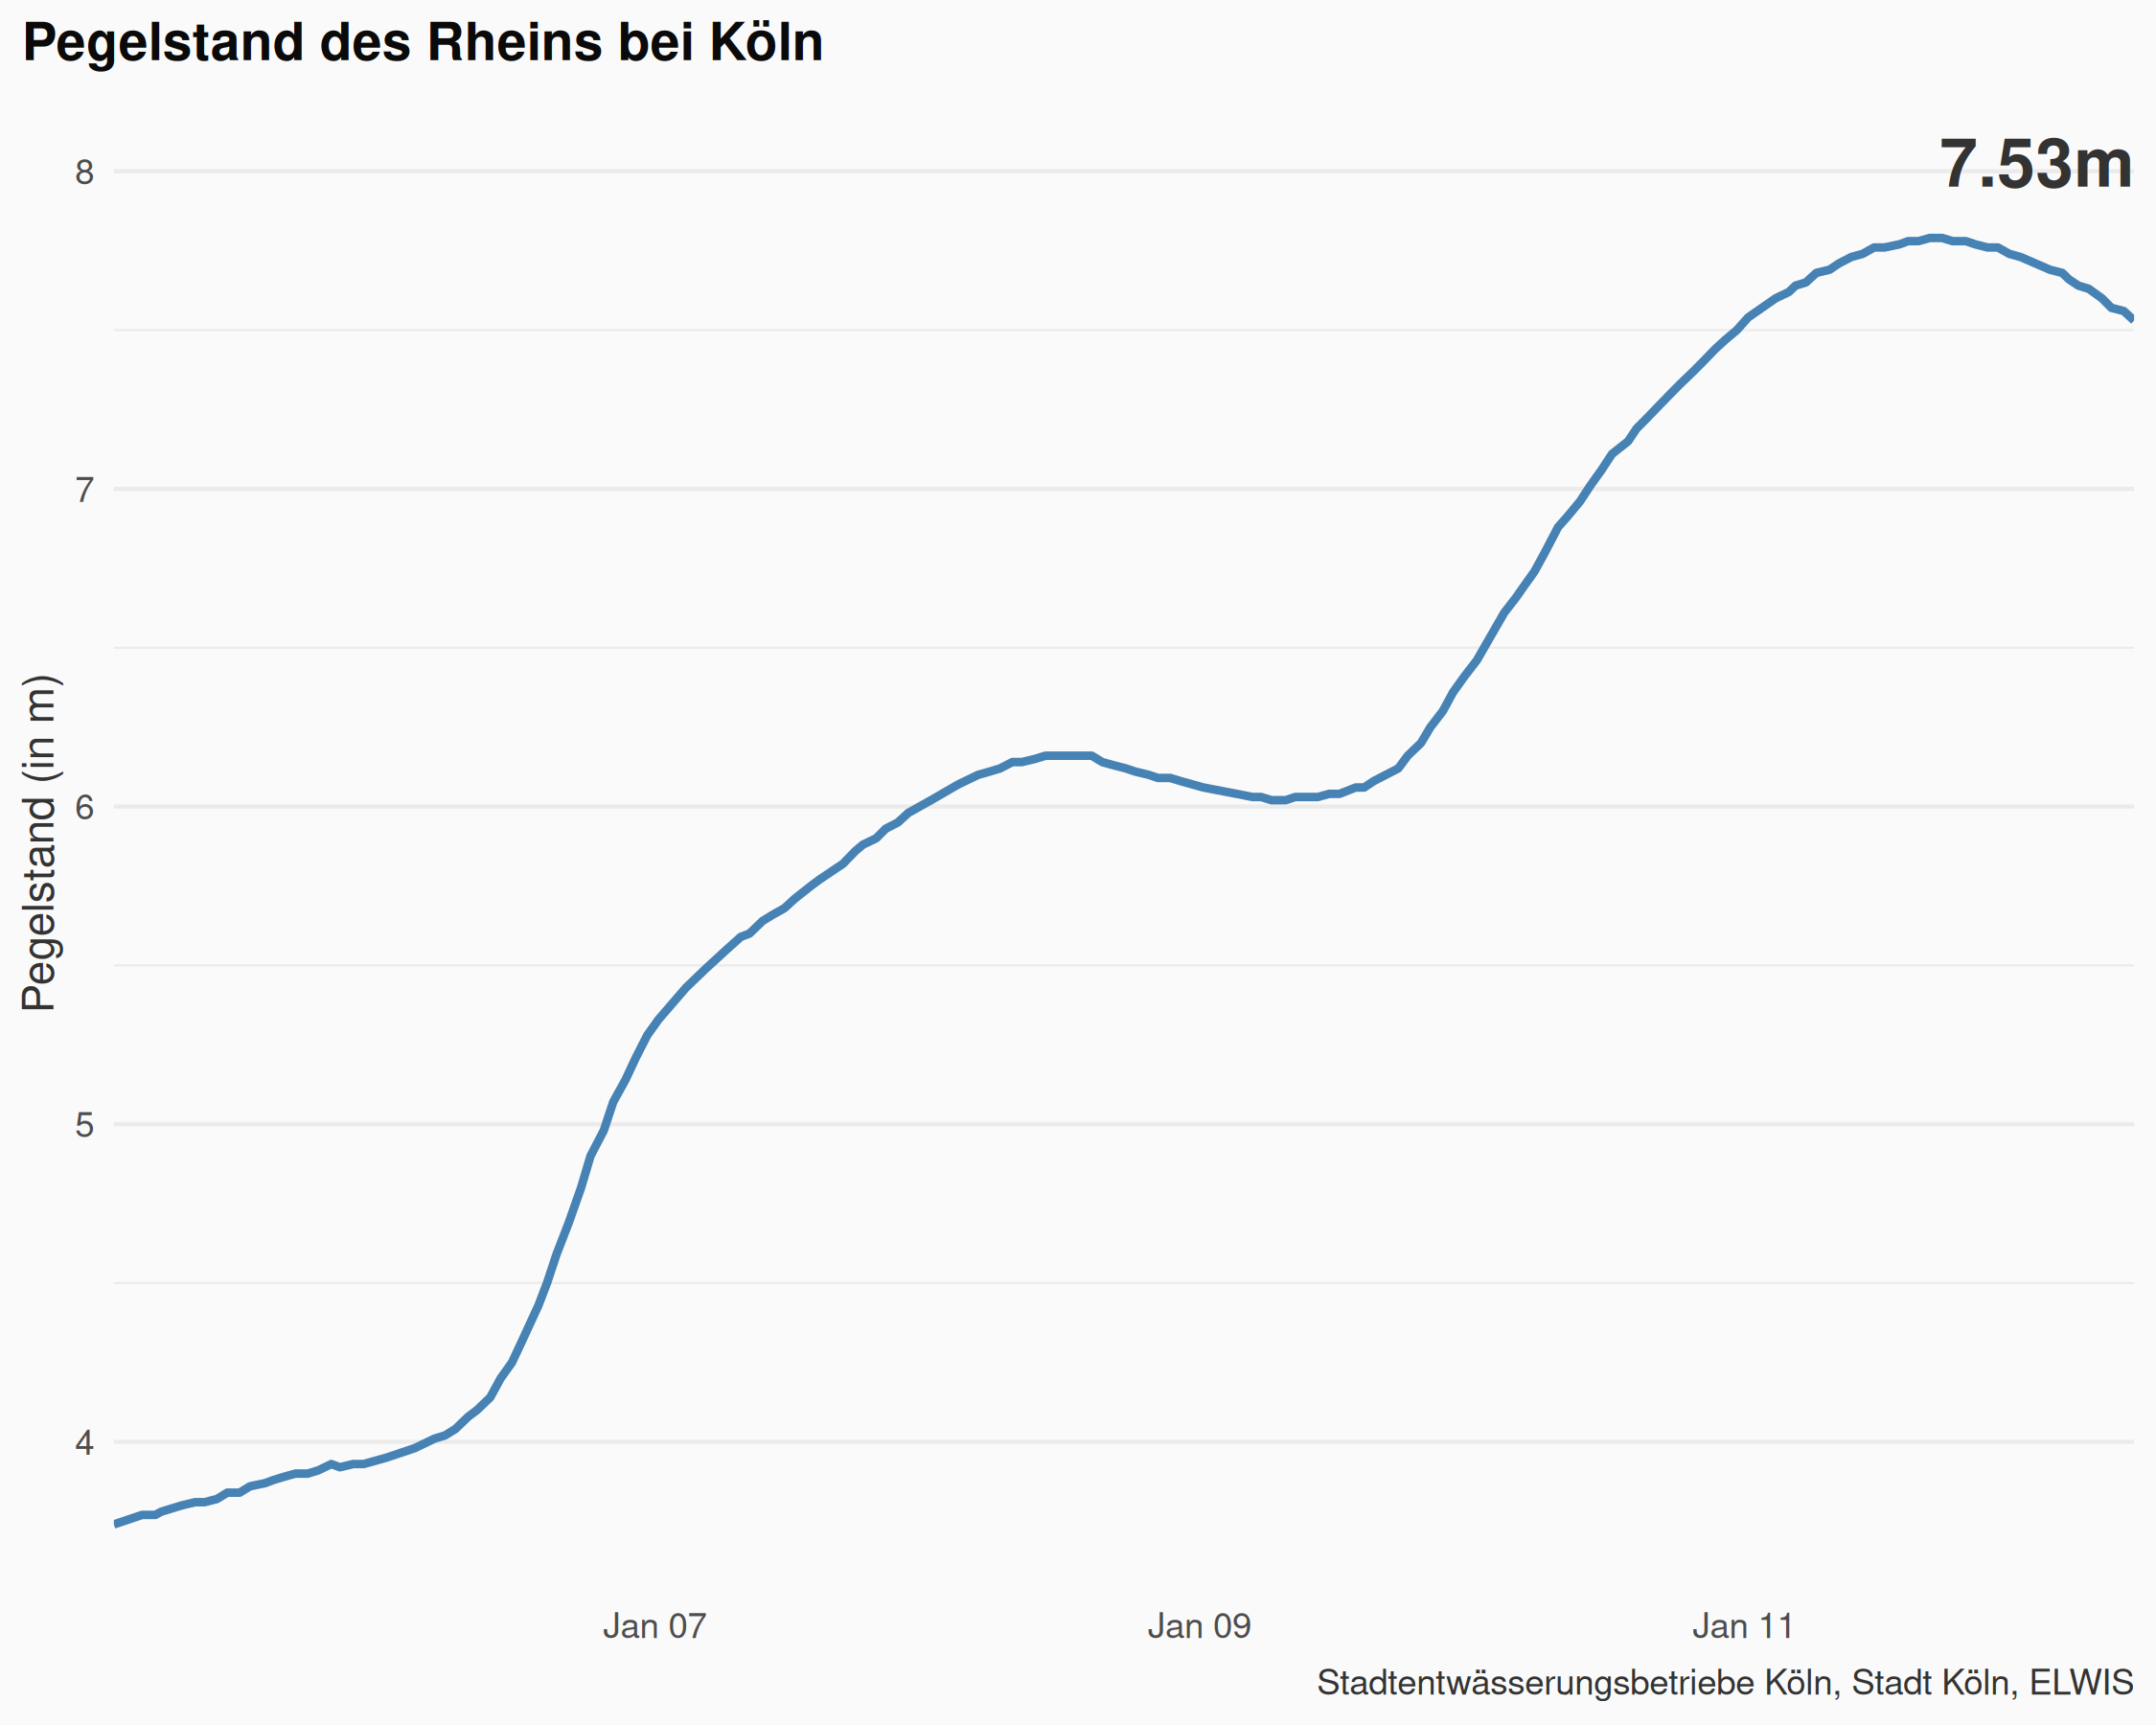 Pegelstand des Rheins bei Köln
7.53m
8
7
6
5
4
Pegelstand (in m)
Jan 07
Jan 09
Jan 11
Stadtentwässerungsbetriebe Köln, Stadt Köln, ELWIS